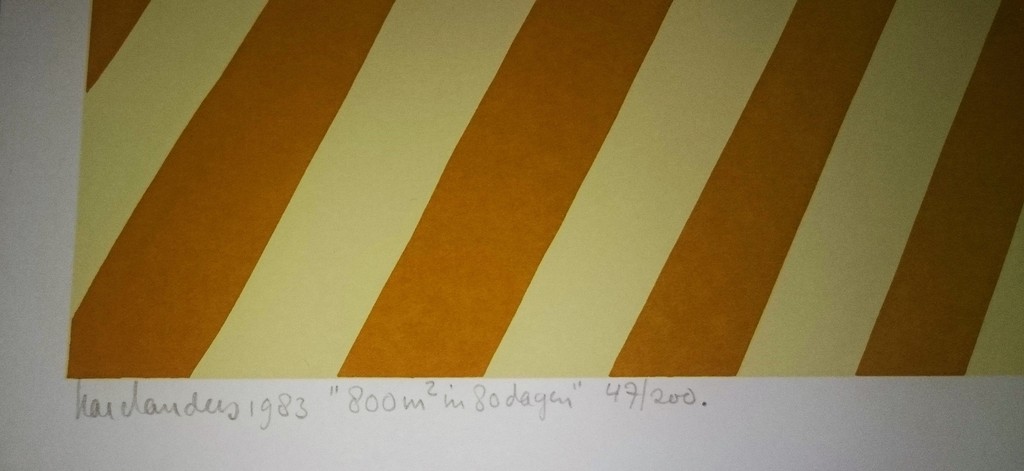 1983 "800m² in 80 dagen" 47/200.